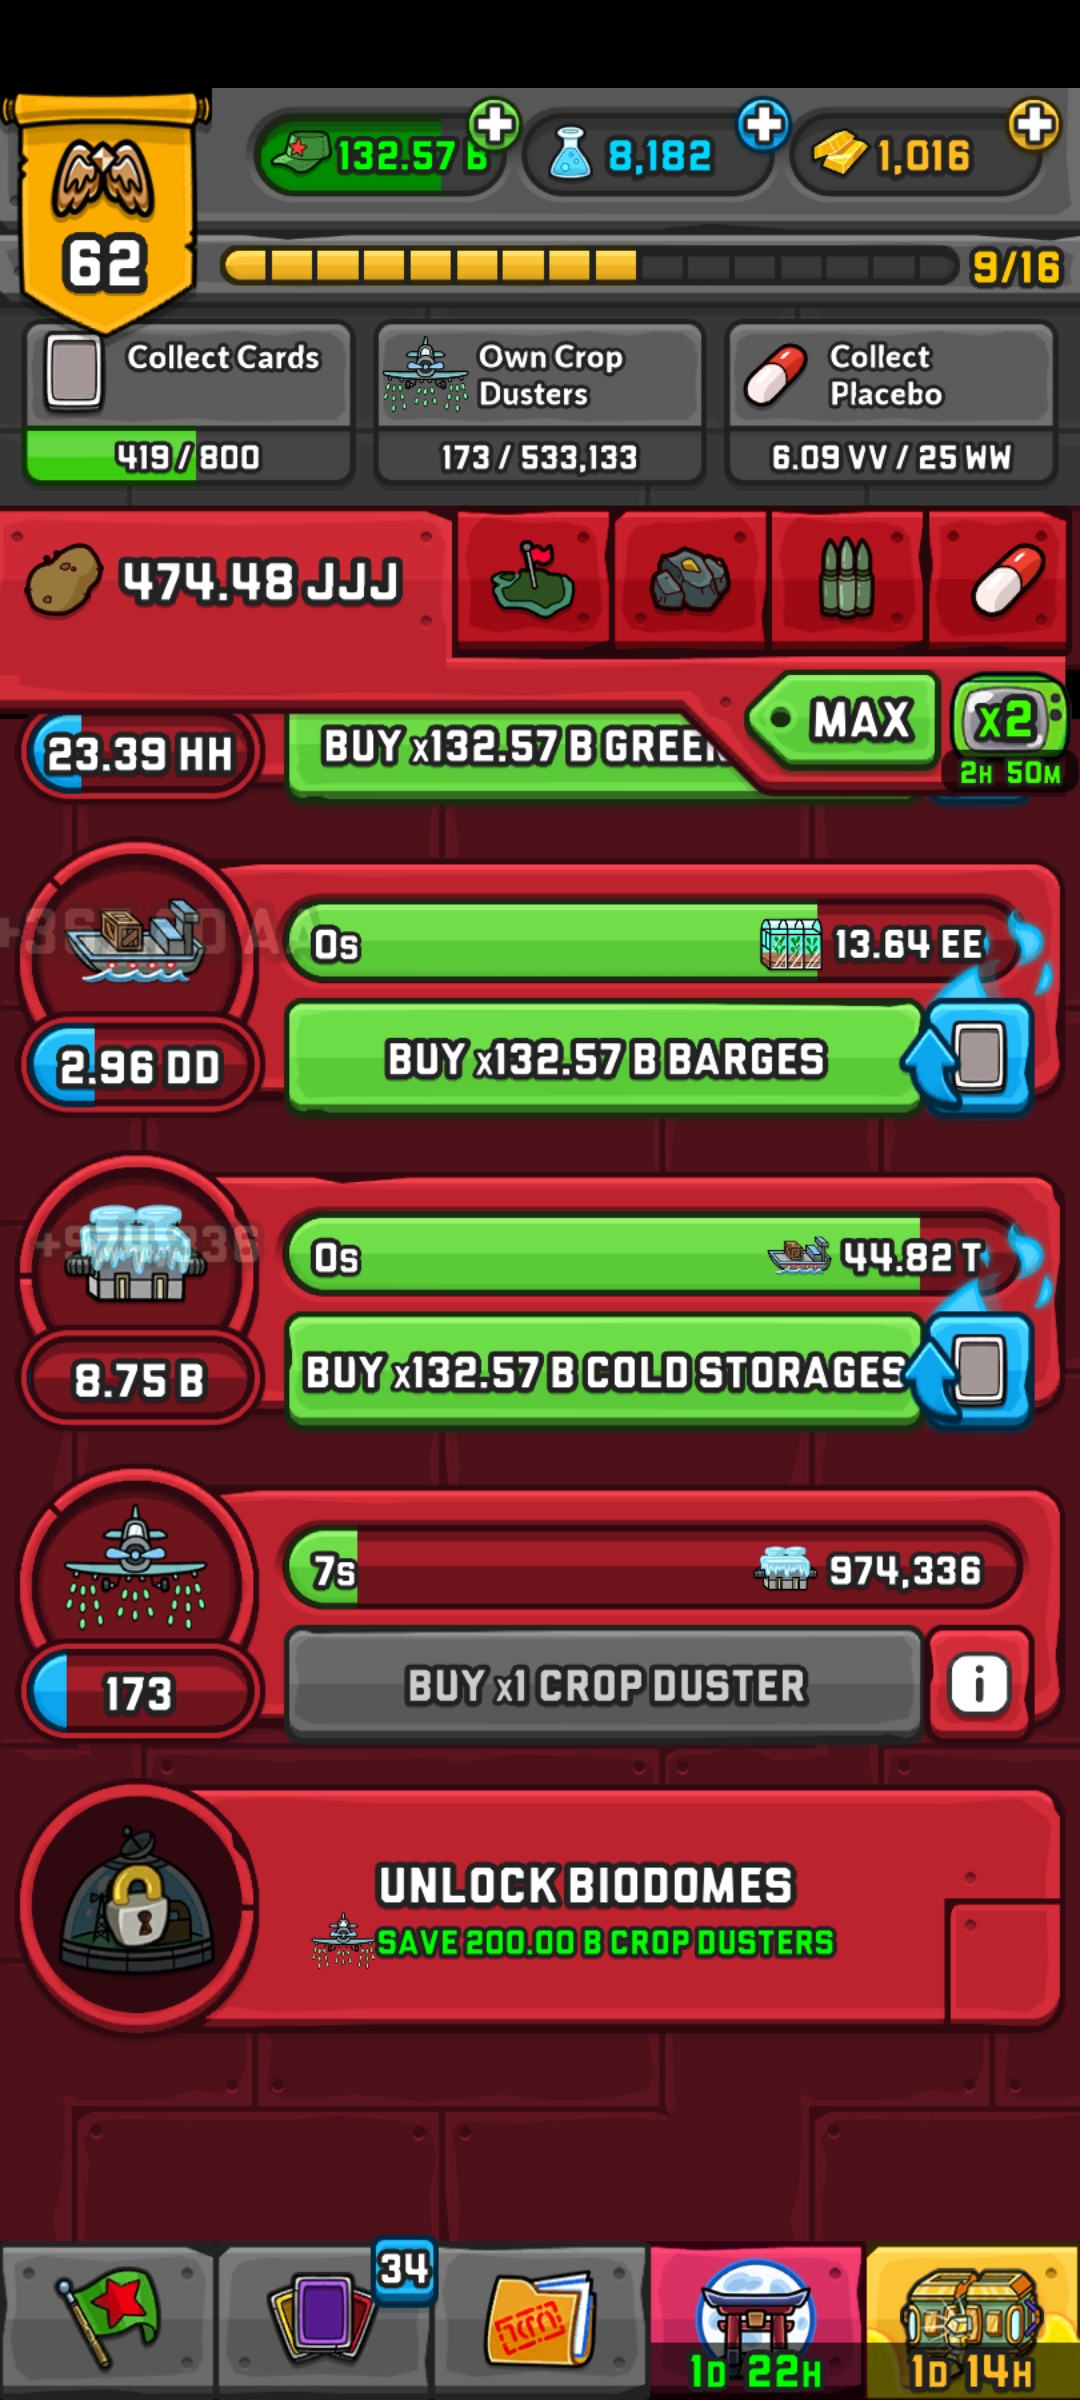 132.57 B
8,182
1,016
62
9/16
Collect Cards
419 / 800
Own Crop
Dusters
173 / 533,133
Collect
Placebo
6.09 VV / 25 WW
474.48 JJJ
MAX
x2
2H 50M
23.39 HH
BUY x132.57 B
0s
13.64 EE
2.96 DD
BUY x132.57 B BARGES
+974,336
0s
44.82 T
8.75 B
BUY x132.57 B COLD STORAGES
7s
974,336
173
BUY x1 CROP DUSTER
i
UNLOCK BIODOMES
SAVE 200.00 B CROP DUSTERS
34
1D 22H
1D 14H